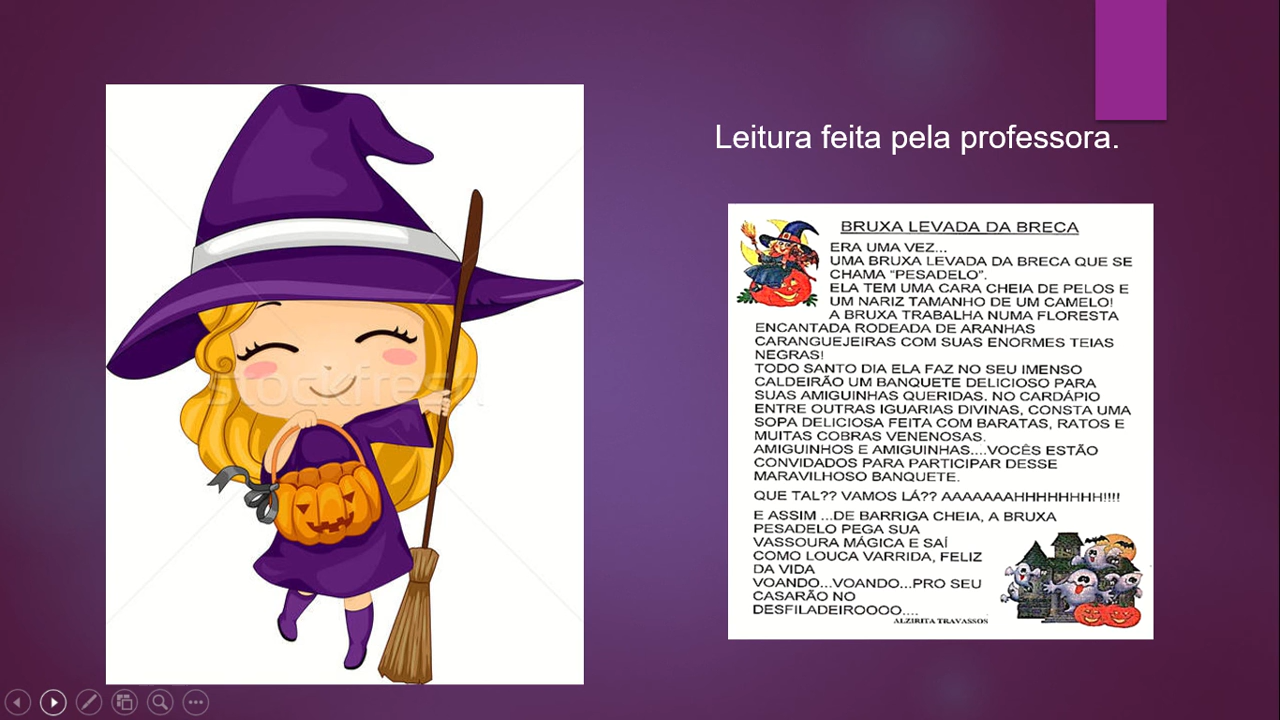 Leitura feita pela professora.
BRUXA LEVADA DA BRECA
ERA UMA VEZ...
UMA BRUXA LEVADA DA BRECA QUE SE
CHAMA “PESADELO”.
ELA TEM UMA CARA CHEIA DE PELOS E
UM NARIZ TAMANHO DE UM CAMELO!
A BRUXA TRABALHA NUMA FLORESTA
ENCANTADA RODEADA DE ARANHAS
CARANGUEJEIRAS COM SUAS ENORMES TEIAS
NEGRAS!
TODO SANTO DIA ELA FAZ NO SEU IMENSO
CALDEIRÃO UM BANQUETE DELICIOSO PARA
SUAS AMIGUINHAS QUERIDAS. NO CARDÁPIO
ENTRE OUTRAS IGUARIAS DIVINAS, CONSTA UMA
SOPA DELICIOSA FEITA COM BARATAS, RATOS E
MUITAS COBRAS VENENOSAS.
AMIGUINHOS E AMIGUINHAS....VOCÊS ESTÃO
CONVIDADOS PARA PARTICIPAR DESSE
MARAVILHOSO BANQUETE.
QUE TAL?? VAMOS LÁ?? AAAAAAAHHHHHHHH!!!!
E ASSIM ...DE BARRIGA CHEIA, A BRUXA
PESADELO PEGA SUA
VASSOURA MÁGICA E SAÍ
COMO LOUCA VARRIDA, FELIZ
DA VIDA
VOANDO...VOANDO...PRO SEU
CASARÃO NO
DESFILADEIROOOO....
ALZIRITA TRAVASSOS
stockfresh